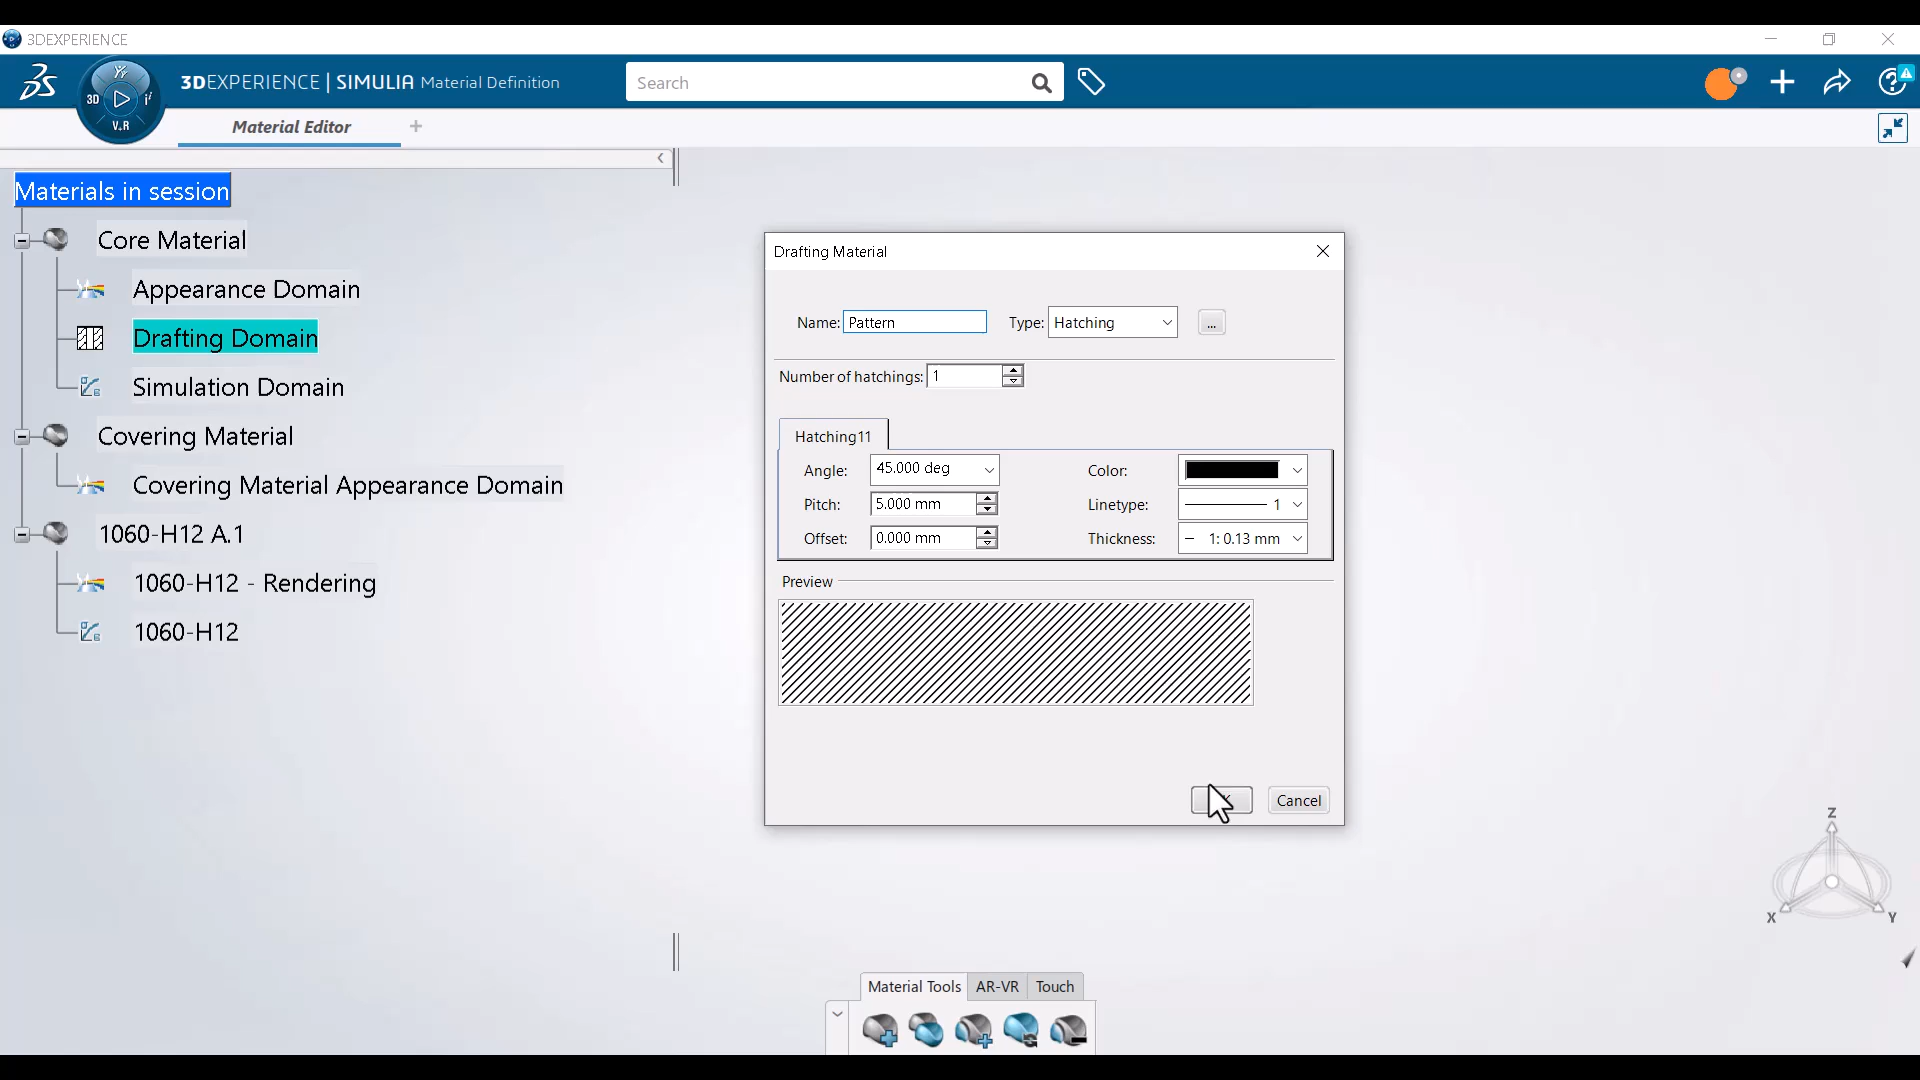 3DEXPERIENCE
3DEXPERIENCE | SIMULIA Material Definition
Search
3D
V.R
Material Editor
Materials in session
Core Material
Appearance Domain
Drafting Domain
Simulation Domain
Covering Material
Covering Material Appearance Domain
1060-H12 A.1
1060-H12 - Rendering
1060-H12
Drafting Material
Name: Pattern Type: Hatching ...
Number of hatchings: 1
Hatching11
Angle: 45.000 deg Color:
Pitch: 5.000 mm Linetype: 1
Offset: 0.000 mm Thickness: 1: 0.13 mm
Preview
Cancel
Z
X
Y
Material Tools AR-VR Touch